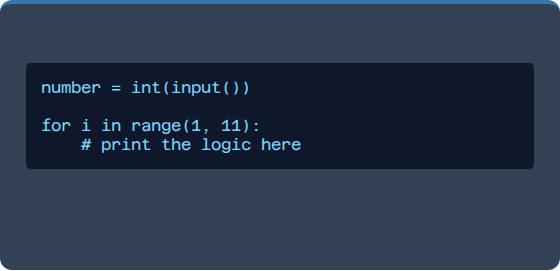 number = int(input())

for i in range(1, 11):
    # print the logic here